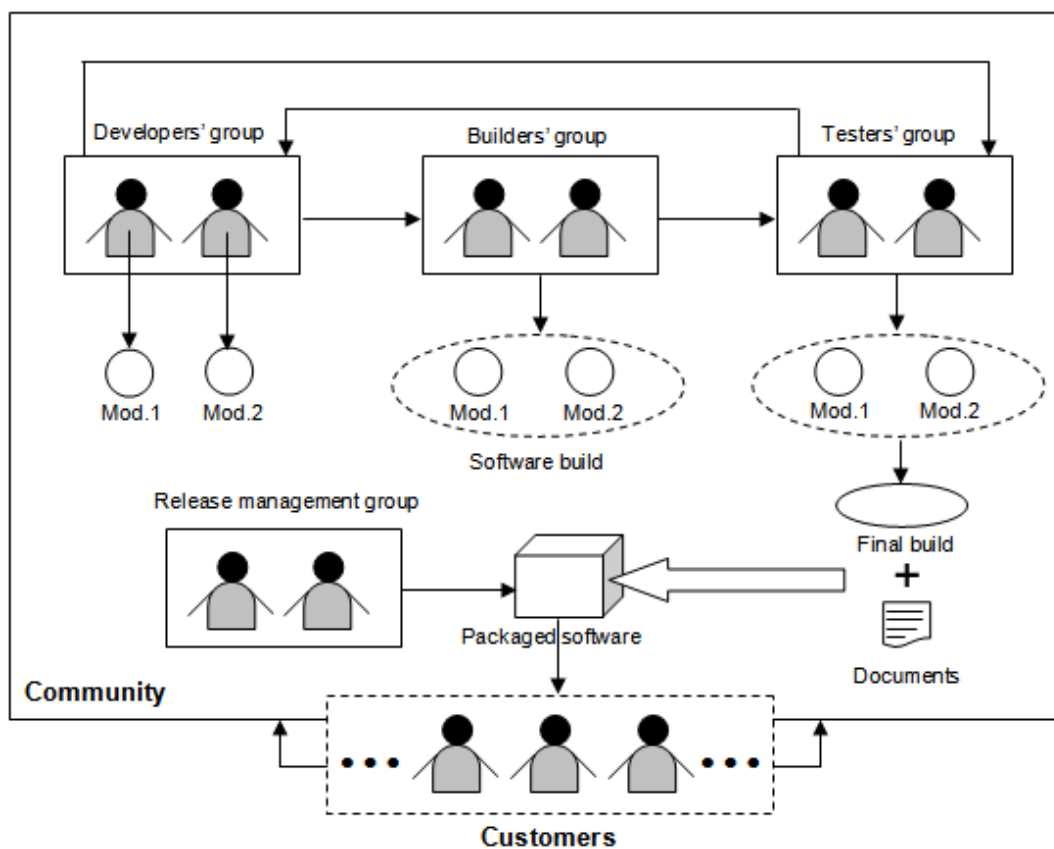 Developers' group
Builders' group
Testers' group
Mod.1
Mod.2
Mod.1
Mod.2
Mod.1
Mod.2
Software build
Release management group
Final build
+
Packaged software
Documents
Community
Customers